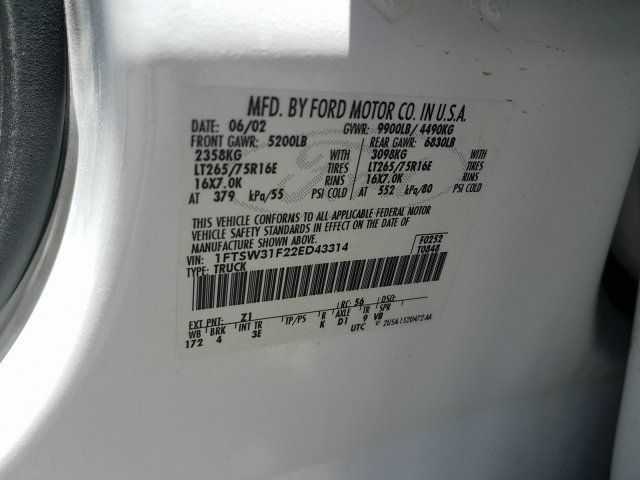 MFD. BY FORD MOTOR CO. IN U.S.A.
DATE: 06/02 GVWR: 9900LB/ 4490KG
FRONT GAWR: 5200LB REAR GAWR: 6830LB
2358KG WITH 3098KG WITH
LT265/75R16E TIRES LT265/75R16E TIRES
16X7.0K RIMS 16X7.0K RIMS
AT 379 kPa/55 PSI COLD AT 552 kPa/80 PSI COLD
THIS VEHICLE CONFORMS TO ALL APPLICABLE FEDERAL MOTOR
VEHICLE SAFETY STANDARDS IN EFFECT ON THE DATE OF
MANUFACTURE SHOWN ABOVE.
VIN: 1FTSW31F22ED43314 F0252
TYPE: TRUCK T0848
EXT PNT: Z1 RC: 56 DSO:
WB BRK INT TR TP/PS R AXLE TR SPR
172 4 3E K D1 9 VB
UTC